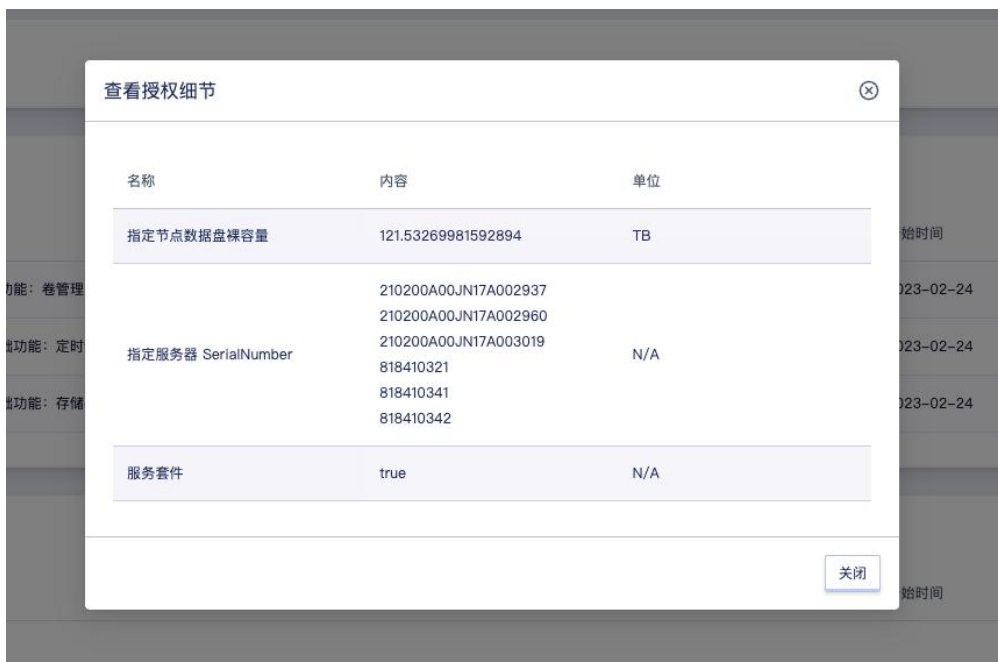 查看授权细节
名称 内容 单位
指定节点数据盘裸容量 121.53269981592894 TB
始时间
功能：卷管理
023-02-24
210200A00JN17A002937
210200A00JN17A002960
210200A00JN17A003019
818410321
818410341
818410342
指定服务器 SerialNumber
N/A
础功能：定时
023-02-24
础功能：存储
023-02-24
服务套件 true N/A
关闭
始时间